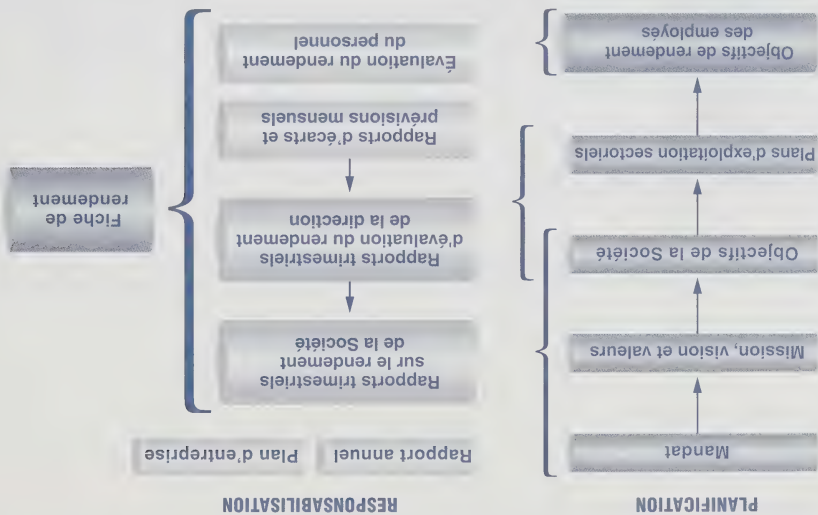 PLANIFICATION
Mandat
Mission, vision et valeurs
Objectifs de la Société
Plans d'exploitation sectoriels
Objectifs de rendement
des employés
RESPONSABILISATION
Rapport annuel
Plan d'entreprise
Rapports trimestriels
sur le rendement
de la Société
Rapports trimestriels
d'évaluation du rendement
de la direction
Rapports d'écarts et
prévisions mensuels
Évaluation du rendement
du personnel
Fiche de
rendement